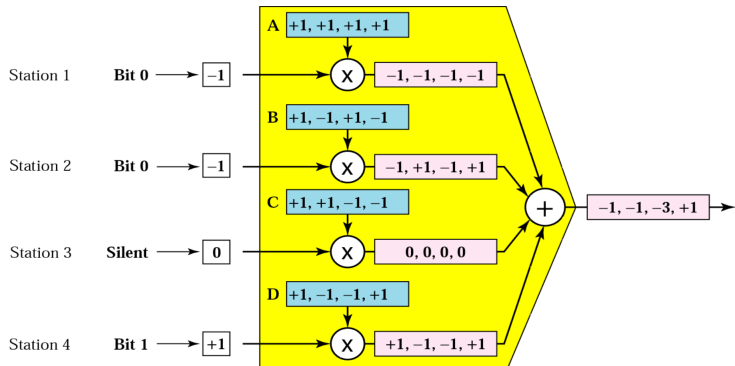 A +1, +1, +1, +1
Station 1 Bit 0 –1 X –1, –1, –1, –1
B +1, –1, +1, –1
Station 2 Bit 0 –1 X –1, +1, –1, +1
+ –1, –1, –3, +1
C +1, +1, –1, –1
Station 3 Silent 0 X 0, 0, 0, 0
D +1, –1, –1, +1
Station 4 Bit 1 +1 X +1, –1, –1, +1